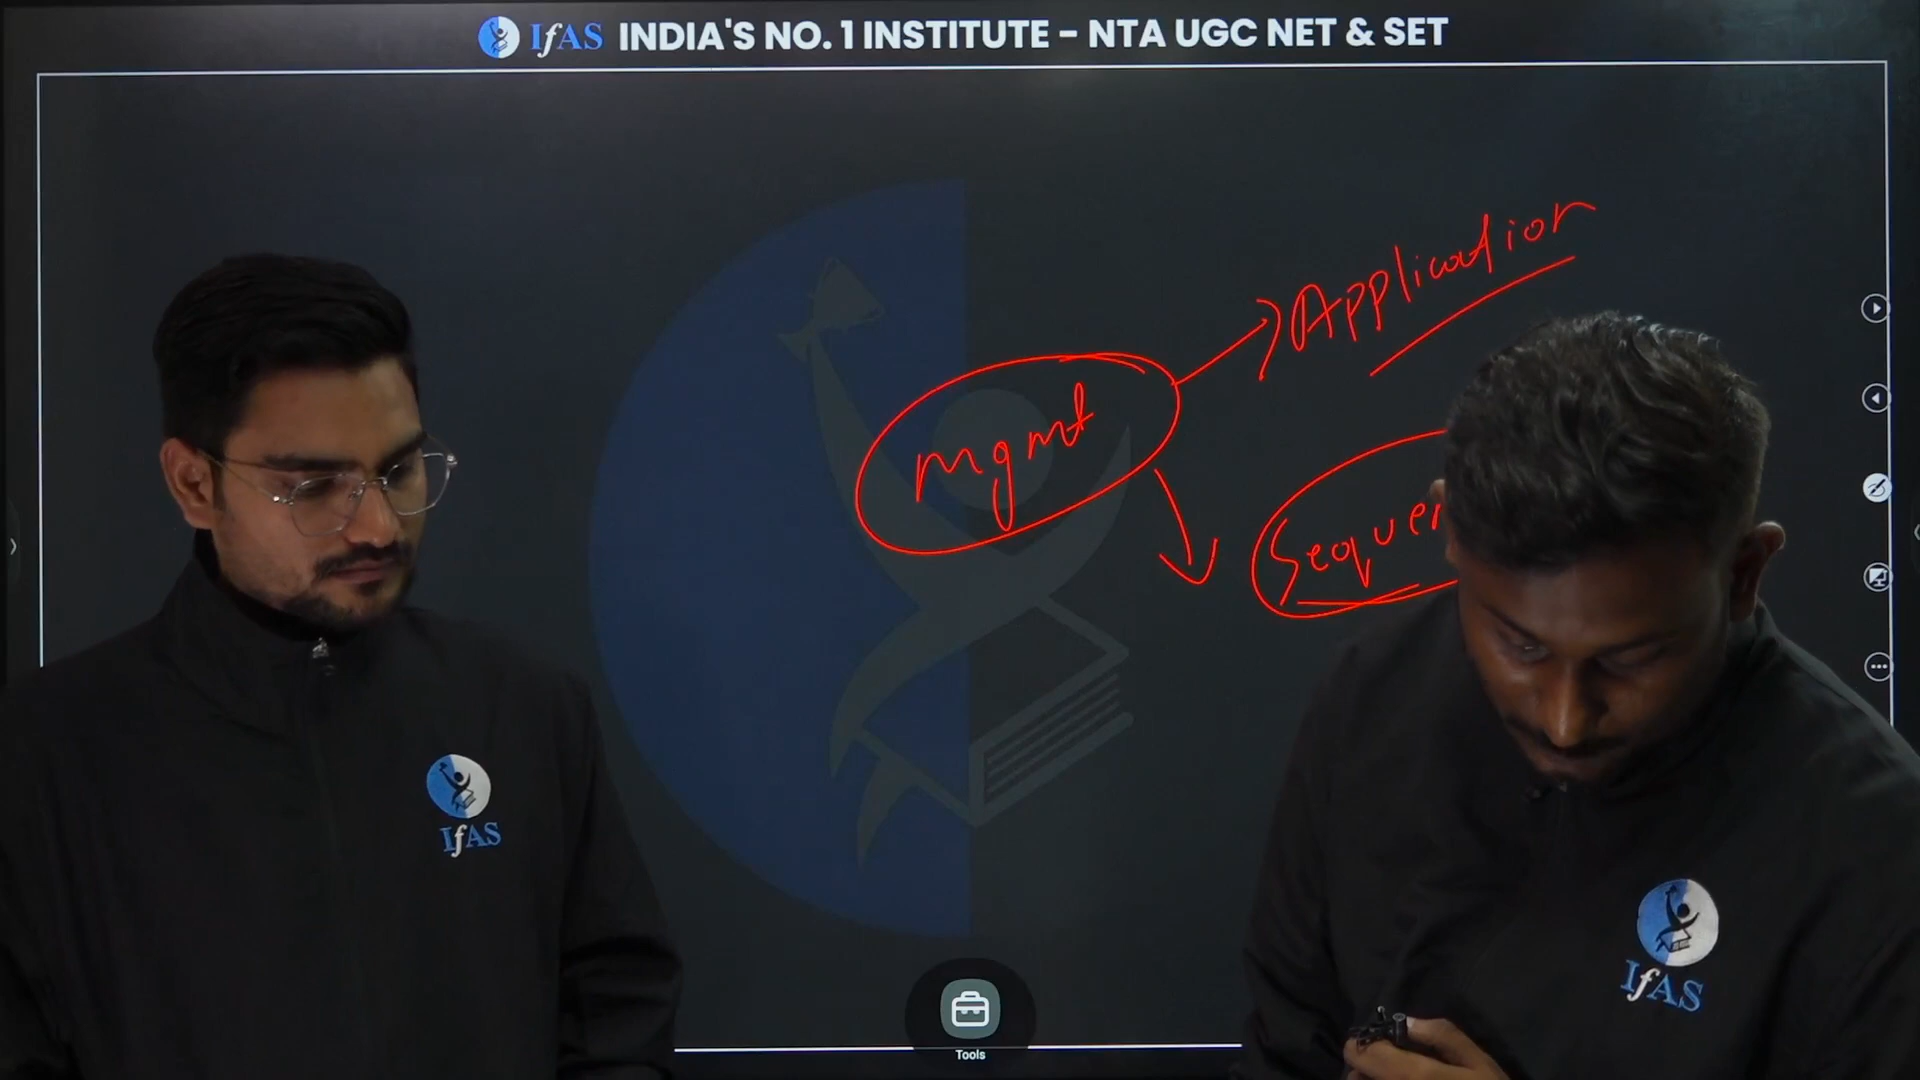 IfAS INDIA'S NO. 1 INSTITUTE - NTA UGC NET & SET
Application
Mgmt
IfAS
IfAS
Tools